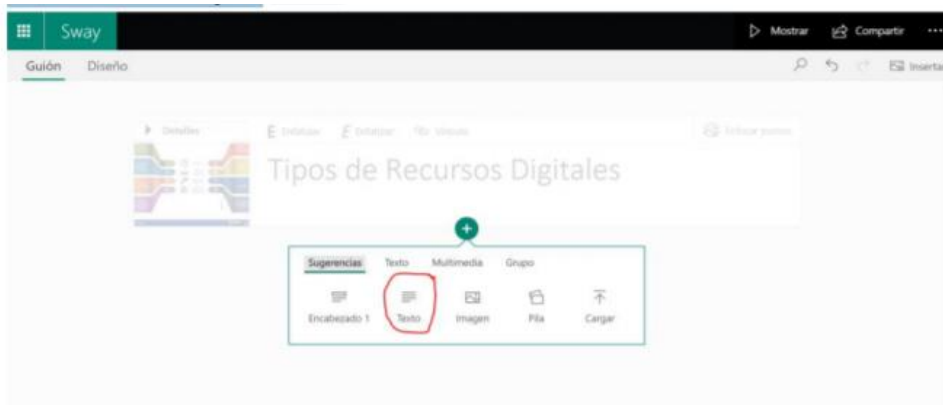 Sway
Mostrar
Compartir
Guión Diseño
Detalles
Tipos de Recursos Digitales
Sugerencias Texto Multimedia Grupo
Encabezado 1 Texto Imagen Pila Cargar